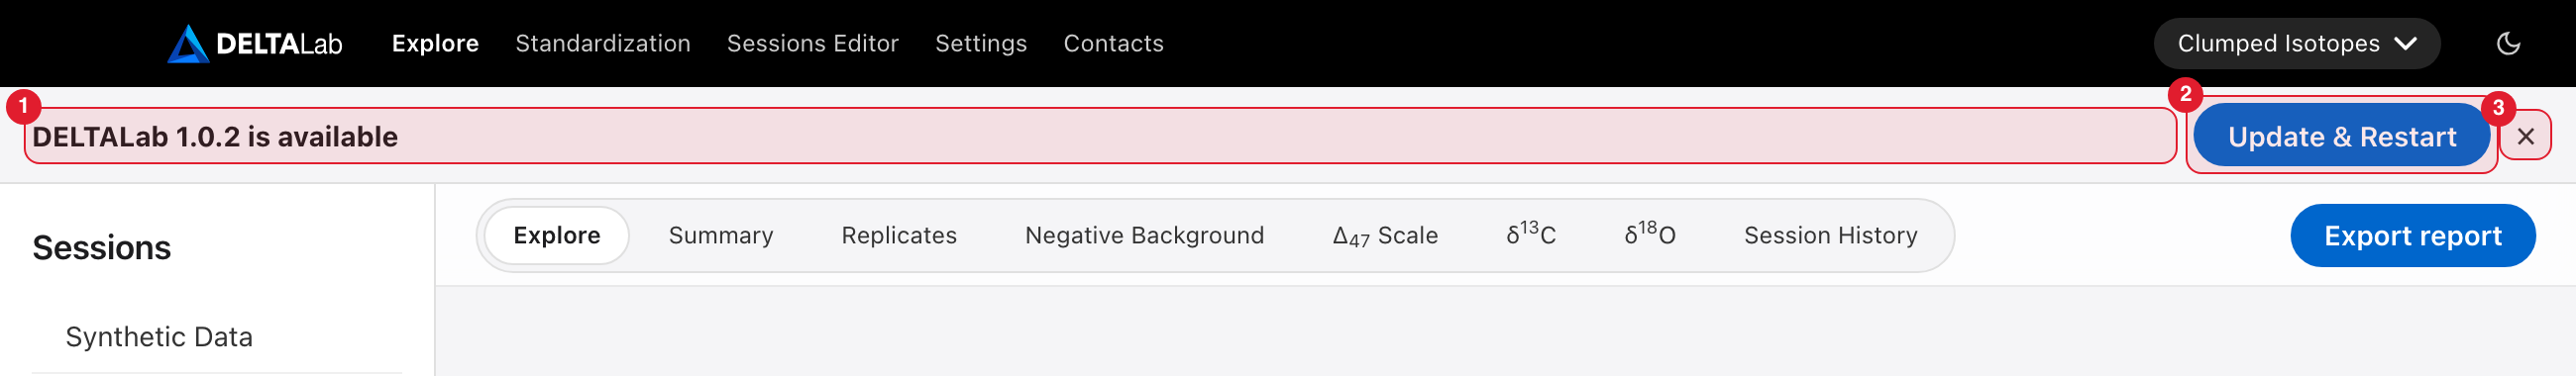 DELTALab Explore Standardization Sessions Editor Settings Contacts Clumped Isotopes
1 DELTALab 1.0.2 is available 2 Update & Restart 3 ×
Sessions
Explore Summary Replicates Negative Background Δ₄₇ Scale δ¹³C δ¹⁸O Session History Export report
Synthetic Data